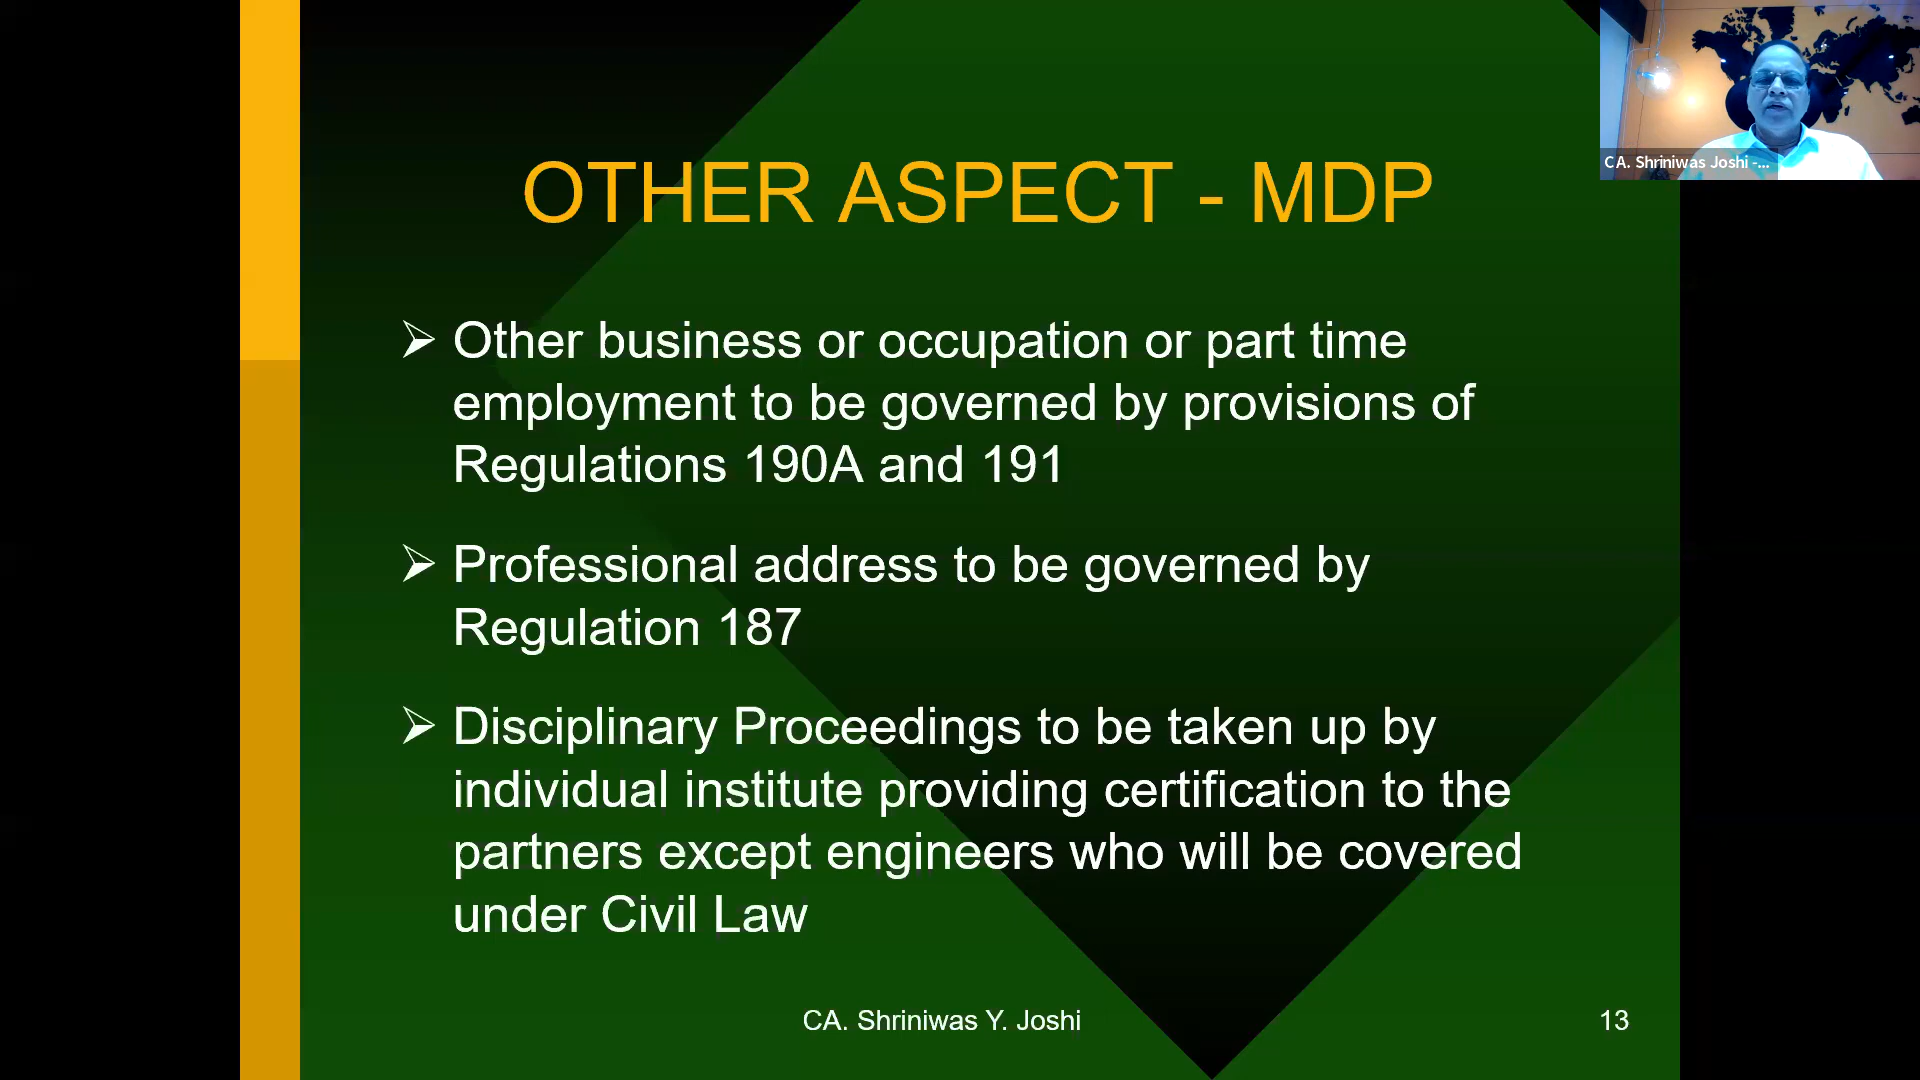 CA. Shriniwas Joshi -...
OTHER ASPECT - MDP
➢ Other business or occupation or part time
employment to be governed by provisions of
Regulations 190A and 191
➢ Professional address to be governed by
Regulation 187
➢ Disciplinary Proceedings to be taken up by
individual institute providing certification to the
partners except engineers who will be covered
under Civil Law
CA. Shriniwas Y. Joshi
13